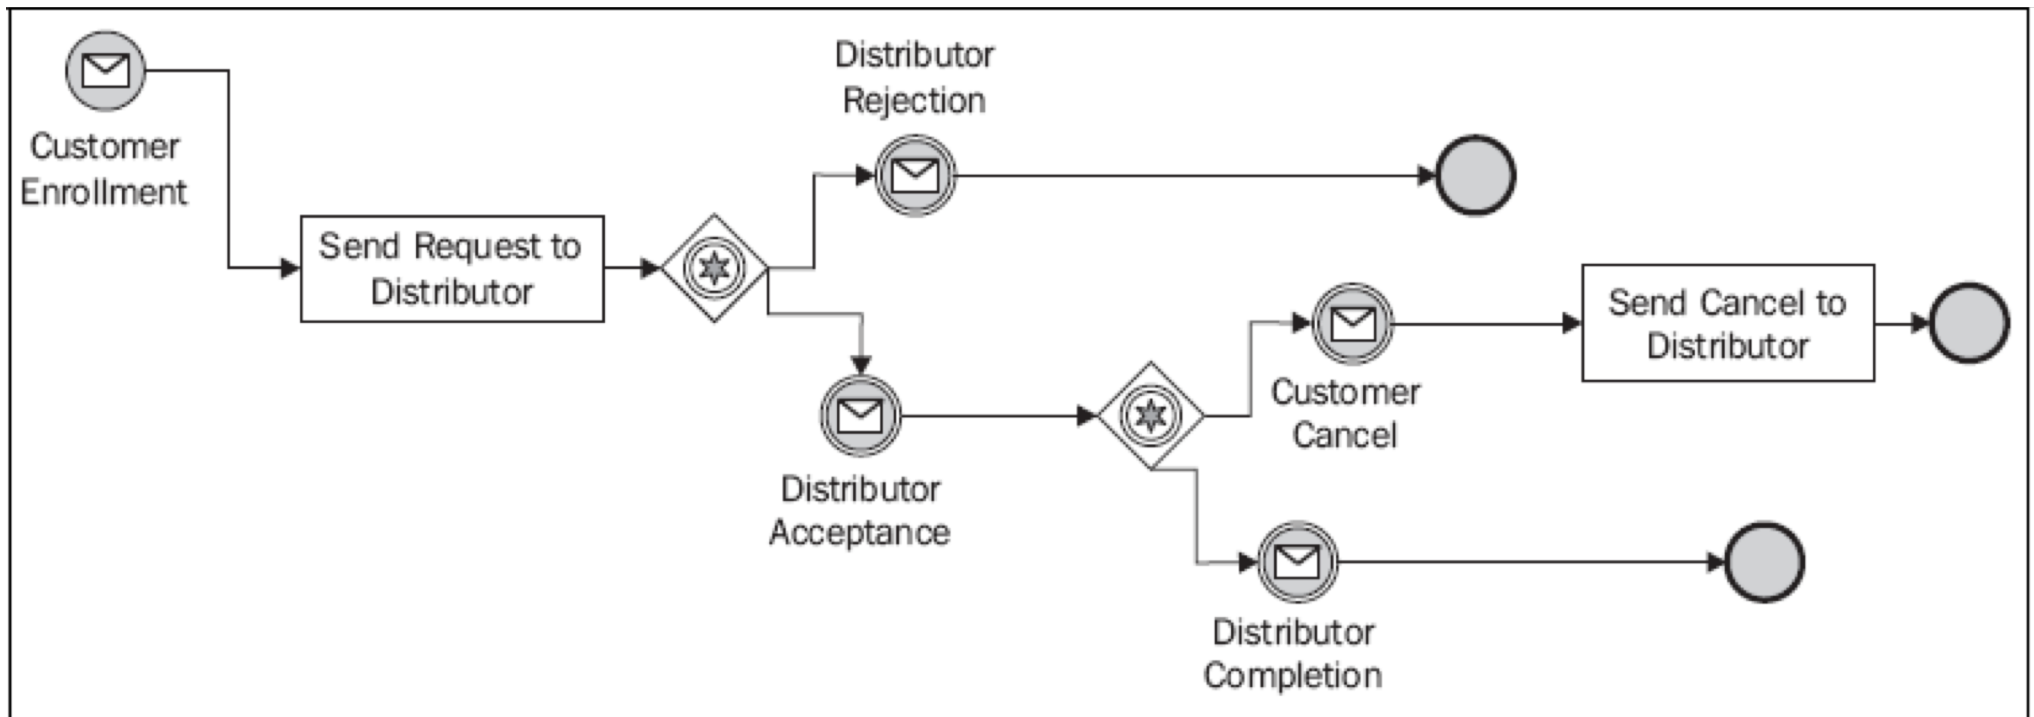 Customer
Enrollment
Send Request to
Distributor
Distributor
Rejection
Distributor
Acceptance
Customer
Cancel
Send Cancel to
Distributor
Distributor
Completion